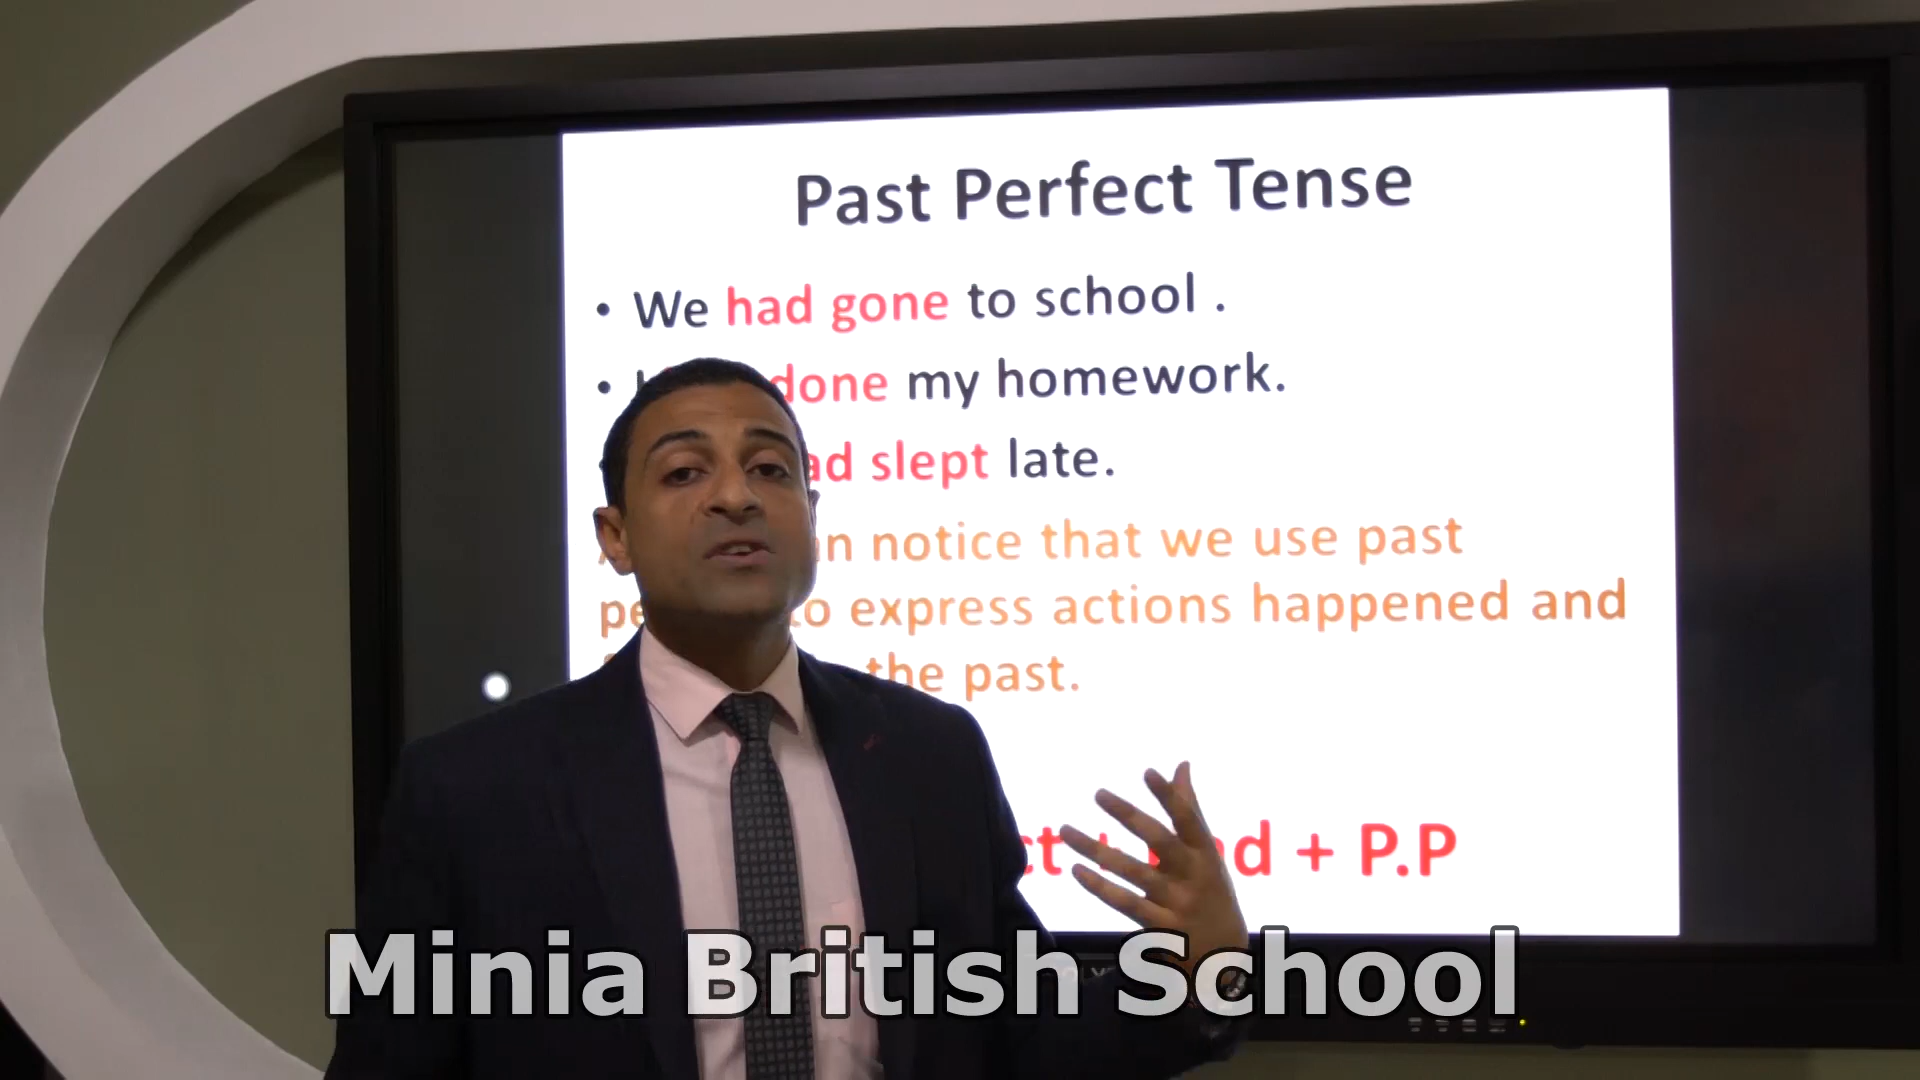 Past Perfect Tense
• We had gone to school .
• done my homework.
slept late.
notice that we use past
to express actions happened and
the past.
+ P.P
Minia British School